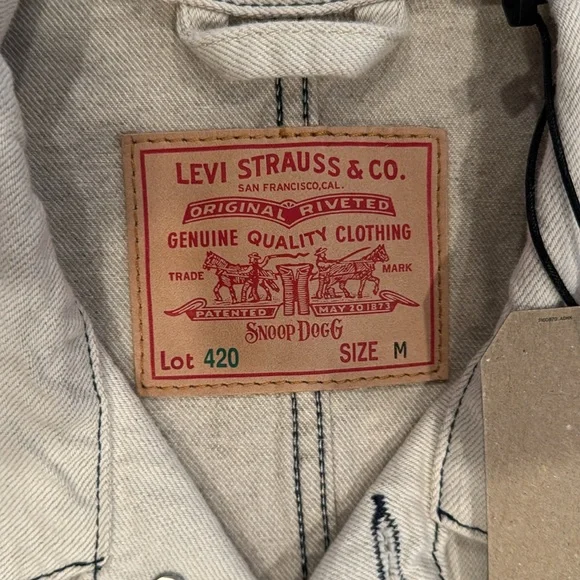 LEVI STRAUSS & CO.
SAN FRANCISCO, CAL.
ORIGINAL RIVETED
GENUINE QUALITY CLOTHING
TRADE MARK
PATENTED MAY 20 1873
SNOOP DOGG
Lot 420 SIZE M